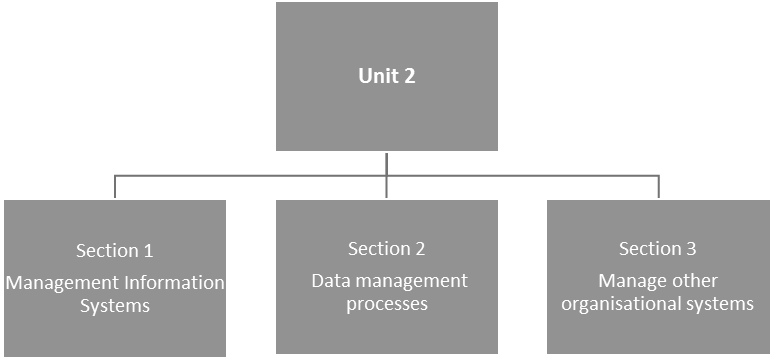 Unit 2
Section 1
Management Information
Systems
Section 2
Data management
processes
Section 3
Manage other
organisational systems